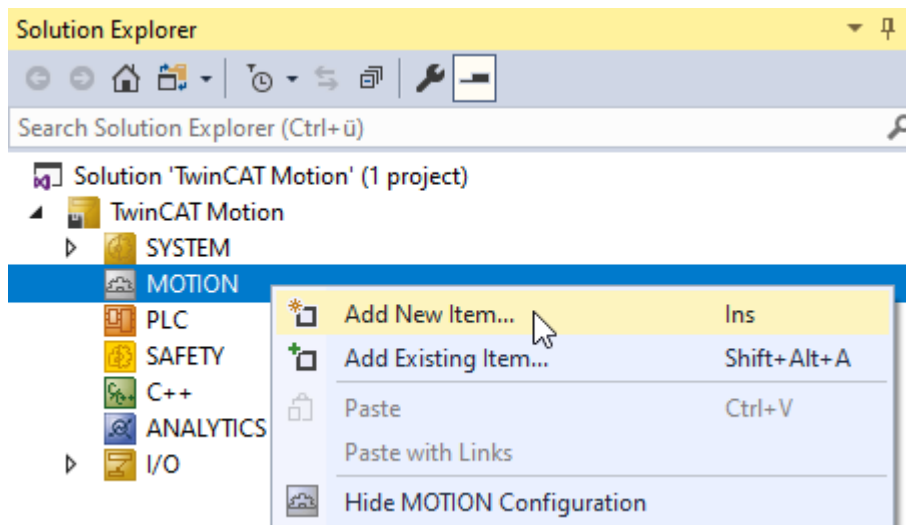 Solution Explorer
Search Solution Explorer (Ctrl+ü)
Solution 'TwinCAT Motion' (1 project)
TwinCAT Motion
SYSTEM
MOTION
PLC
SAFETY
C++
ANALYTICS
I/O
Add New Item... Ins
Add Existing Item... Shift+Alt+A
Paste Ctrl+V
Paste with Links
Hide MOTION Configuration